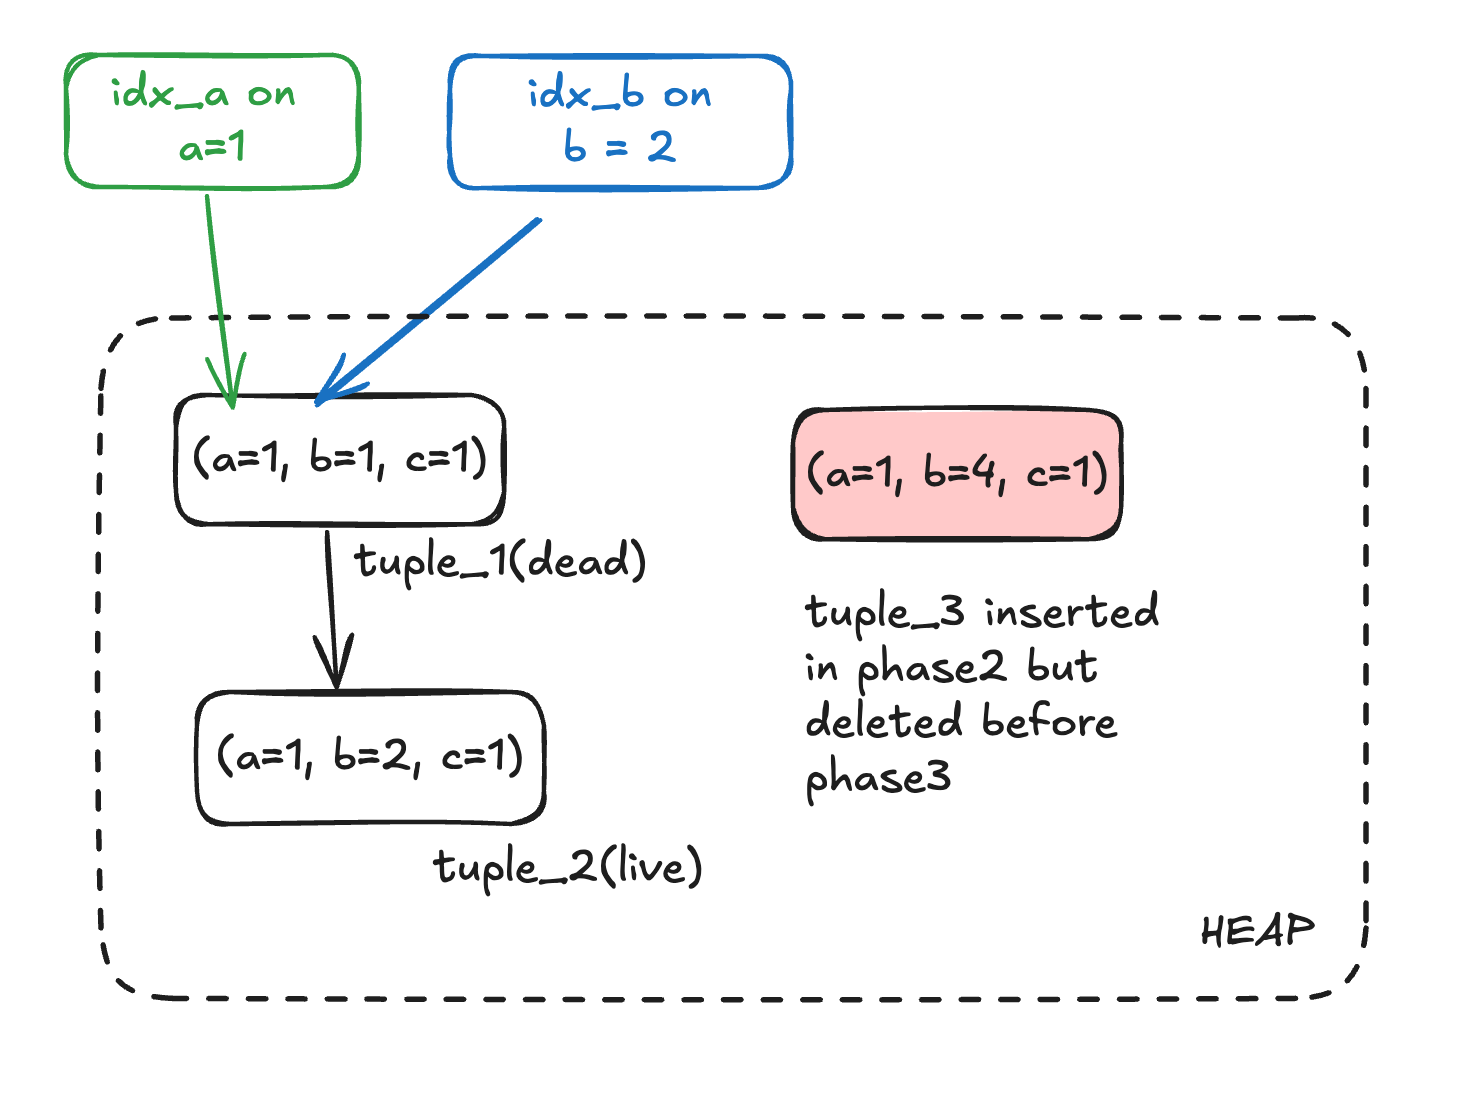 idx_a on
a=1
idx_b on
b = 2
(a=1, b=1, c=1)
tuple_1(dead)
(a=1, b=2, c=1)
tuple_2(live)
(a=1, b=4, c=1)
tuple_3 inserted
in phase2 but
deleted before
phase3
HEAP